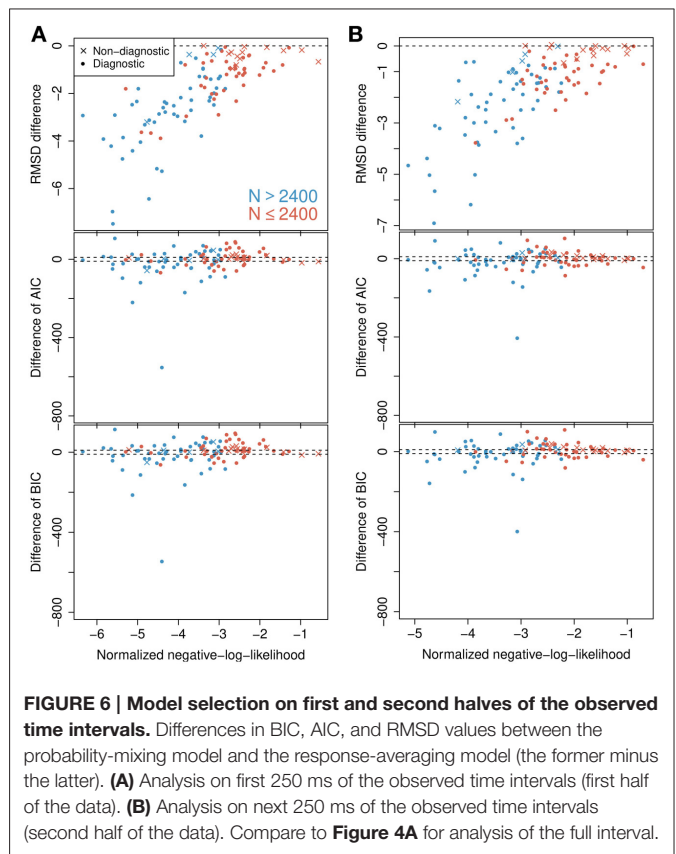 A
B
× Non-diagnostic
• Diagnostic
0
-2
-4
-6
RMSD difference
N > 2400
N ≤ 2400
0
-1
-3
-5
-7
RMSD difference
0
-400
-800
Difference of AIC
0
-400
-800
Difference of AIC
0
-400
-800
Difference of BIC
0
-400
-800
Difference of BIC
-6 -5 -4 -3 -2 -1
Normalized negative-log-likelihood
-5 -4 -3 -2 -1
Normalized negative-log-likelihood
FIGURE 6 | Model selection on first and second halves of the observed
time intervals. Differences in BIC, AIC, and RMSD values between the
probability-mixing model and the response-averaging model (the former minus
the latter). (A) Analysis on first 250 ms of the observed time intervals (first half
of the data). (B) Analysis on next 250 ms of the observed time intervals
(second half of the data). Compare to Figure 4A for analysis of the full interval.